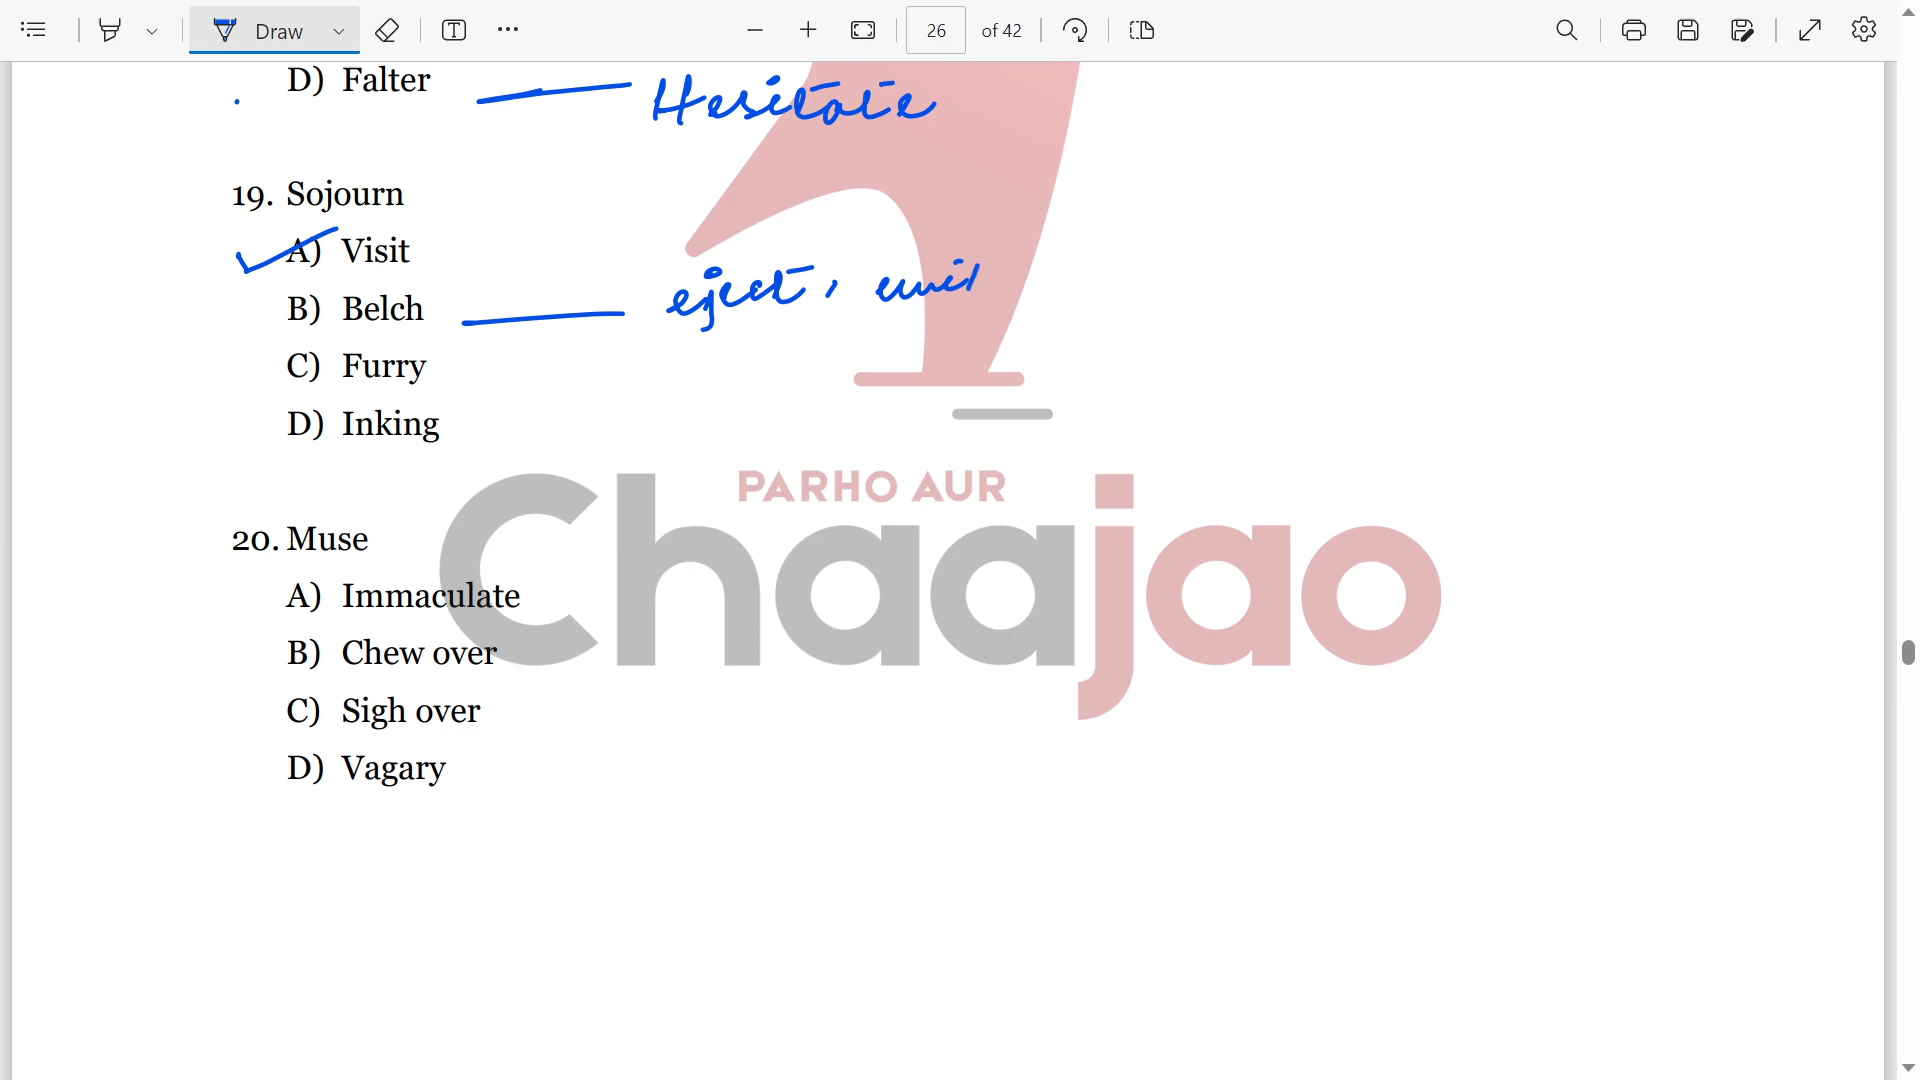 Draw
26 of 42
D) Falter Hesitate
19. Sojourn
A) Visit
B) Belch eject, emit
C) Furry
D) Inking
PARHO AUR
Chaajao
20. Muse
A) Immaculate
B) Chew over
C) Sigh over
D) Vagary